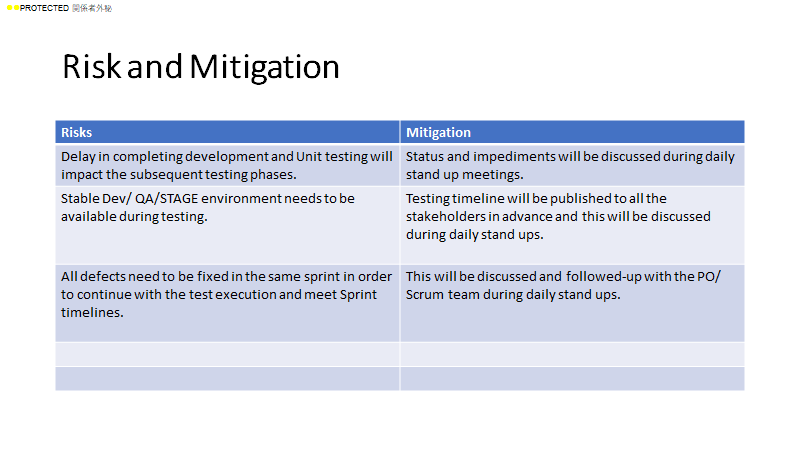 PROTECTED 関係者外秘
Risk and Mitigation
Risks
Mitigation
Delay in completing development and Unit testing will
impact the subsequent testing phases.
Status and impediments will be discussed during daily
stand up meetings.
Stable Dev/ QA/STAGE environment needs to be
available during testing.
Testing timeline will be published to all the
stakeholders in advance and this will be discussed
during daily stand ups.
All defects need to be fixed in the same sprint in order
to continue with the test execution and meet Sprint
timelines.
This will be discussed and followed-up with the PO/
Scrum team during daily stand ups.